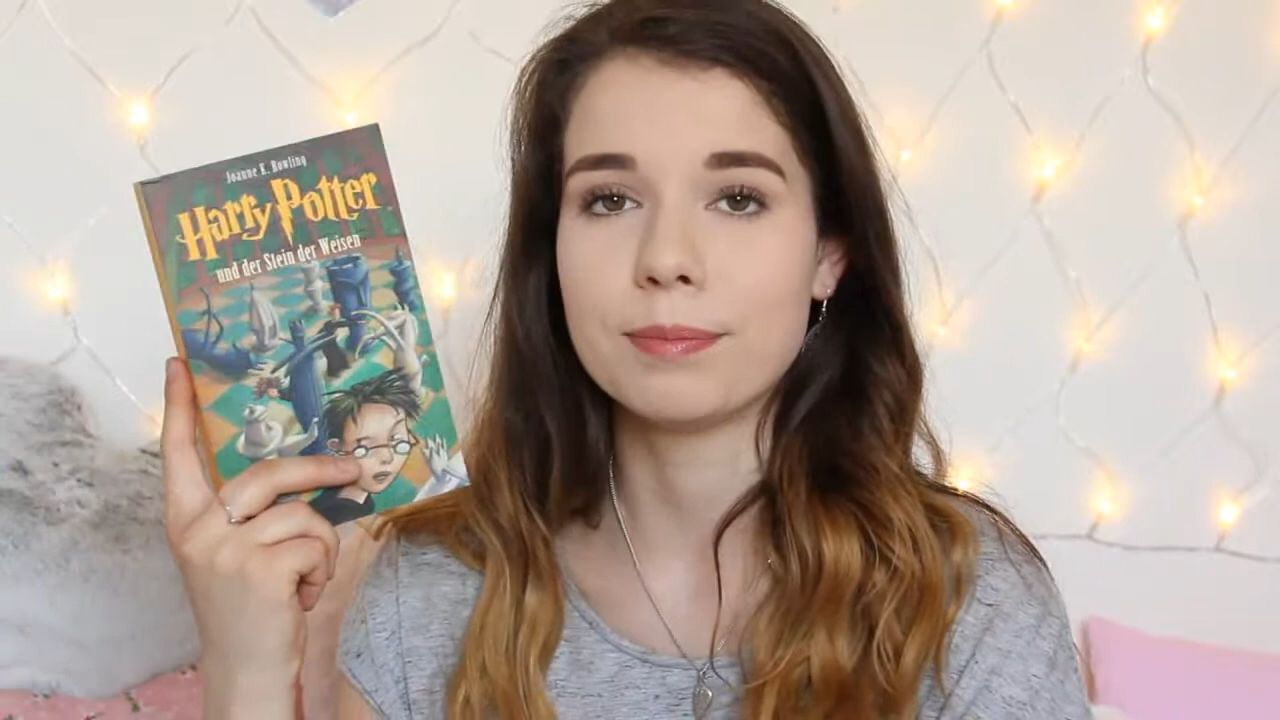 Joanne K. Rowling
Harry Potter
und der Stein der Weisen